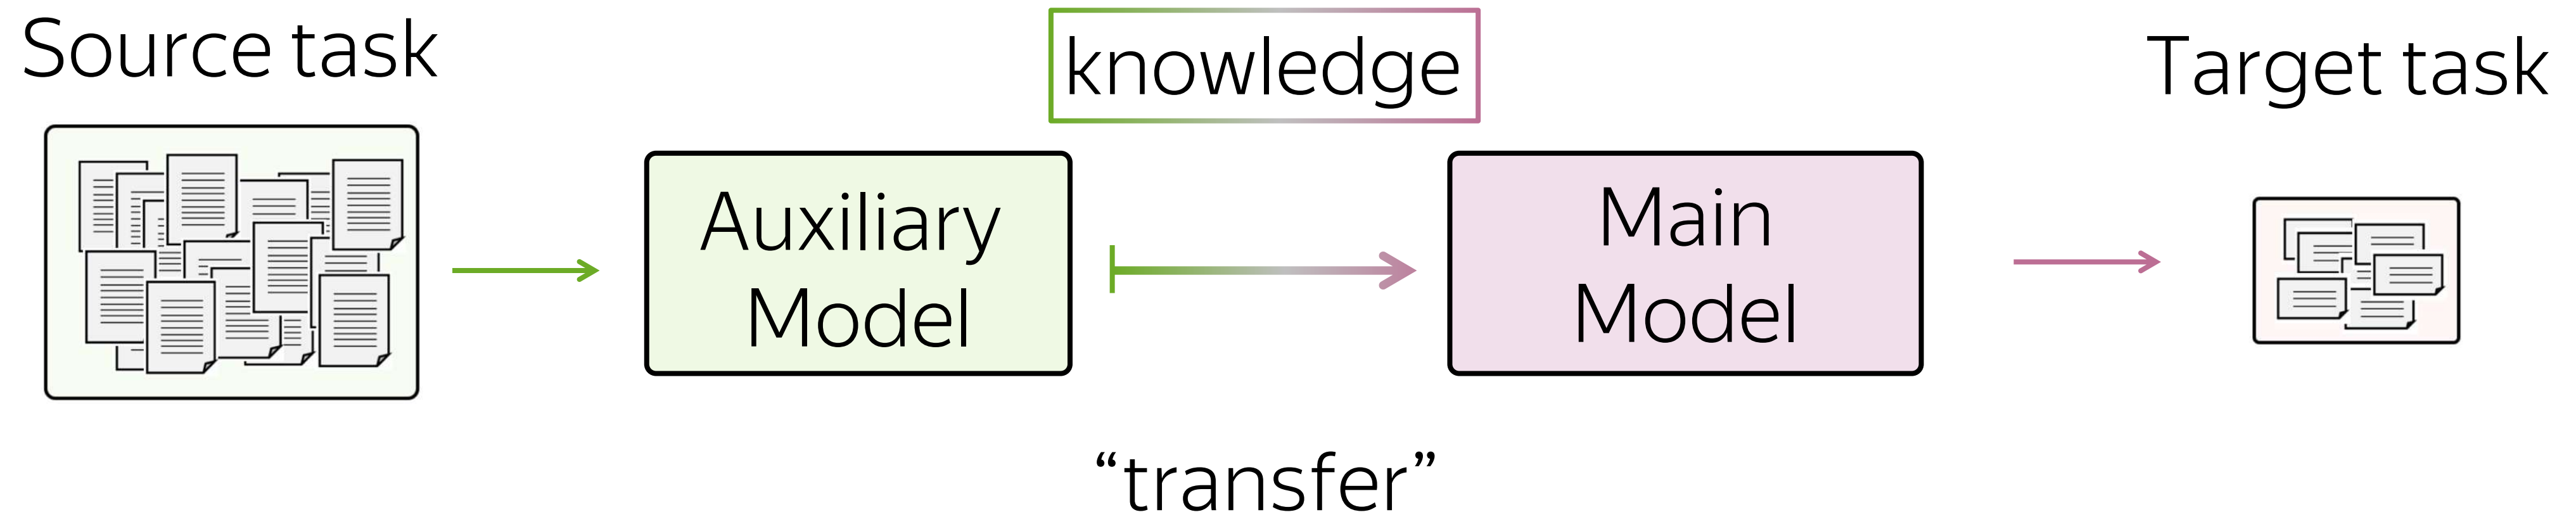 Source task
knowledge
Target task
Auxiliary
Model
Main
Model
“transfer”